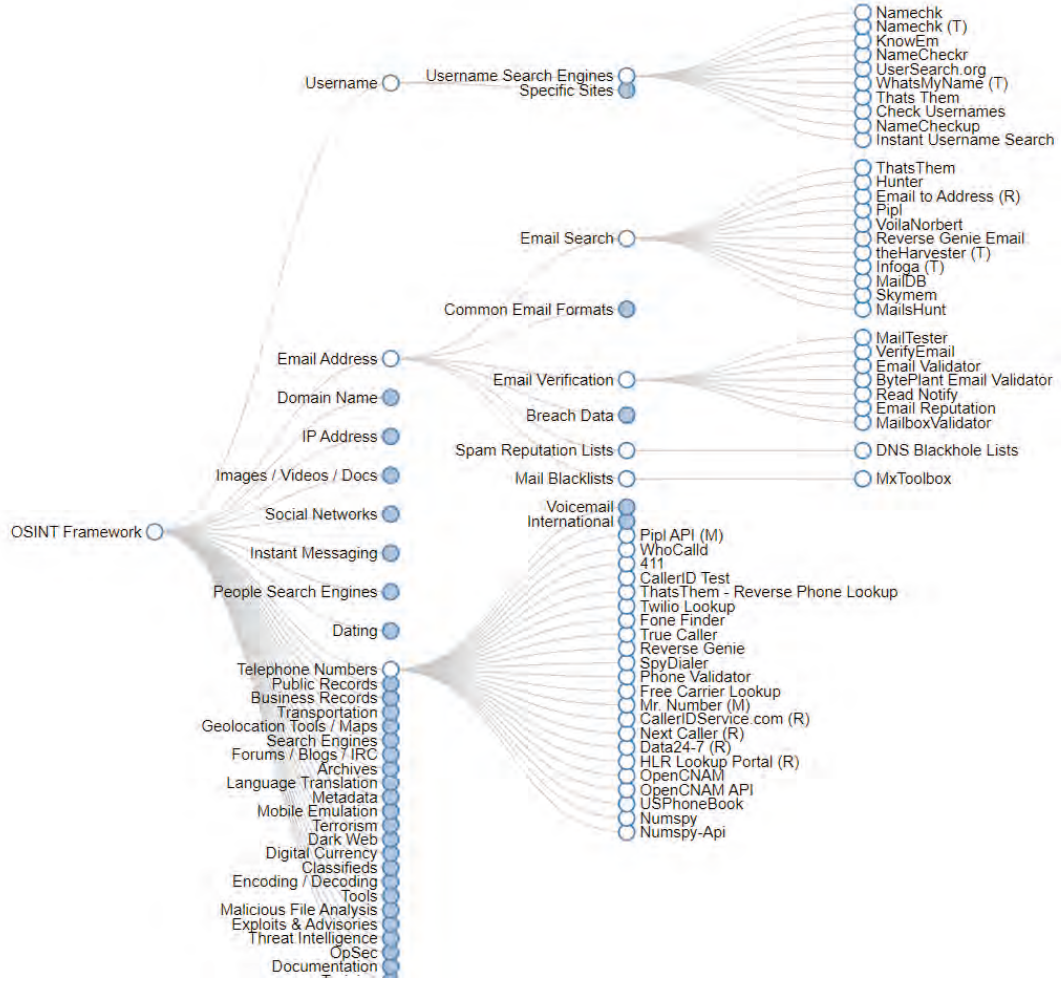 OSINT Framework
Username
Username Search Engines
Specific Sites
Namechk
Namechk (T)
KnowEm
NameCheckr
UserSearch.org
WhatsMyName (T)
Thats Them
Check Usernames
NameCheckup
Instant Username Search
Email Address
Email Search
ThatsThem
Hunter
Email to Address (R)
Pipl
VoilaNorbert
Reverse Genie Email
theHarvester (T)
Infoga (T)
MailDB
Skymem
MailsHunt
Common Email Formats
Email Verification
MailTester
VerifyEmail
Email Validator
BytePlant Email Validator
Read Notify
Email Reputation
MailboxValidator
Breach Data
Spam Reputation Lists
DNS Blackhole Lists
Mail Blacklists
MxToolbox
Domain Name
IP Address
Images / Videos / Docs
Social Networks
Instant Messaging
People Search Engines
Dating
Telephone Numbers
Voicemail
International
Pipl API (M)
WhoCalld
411
CallerID Test
ThatsThem - Reverse Phone Lookup
Twilio Lookup
Fone Finder
True Caller
Reverse Genie
SpyDialer
Phone Validator
Free Carrier Lookup
Mr. Number (M)
CallerIDService.com (R)
Next Caller (R)
Data24-7 (R)
HLR Lookup Portal (R)
OpenCNAM
OpenCNAM API
USPhoneBook
Numspy
Numspy-Api
Public Records
Business Records
Transportation
Geolocation Tools / Maps
Search Engines
Forums / Blogs / IRC
Archives
Language Translation
Metadata
Mobile Emulation
Terrorism
Dark Web
Digital Currency
Classifieds
Encoding / Decoding
Tools
Malicious File Analysis
Exploits & Advisories
Threat Intelligence
OpSec
Documentation